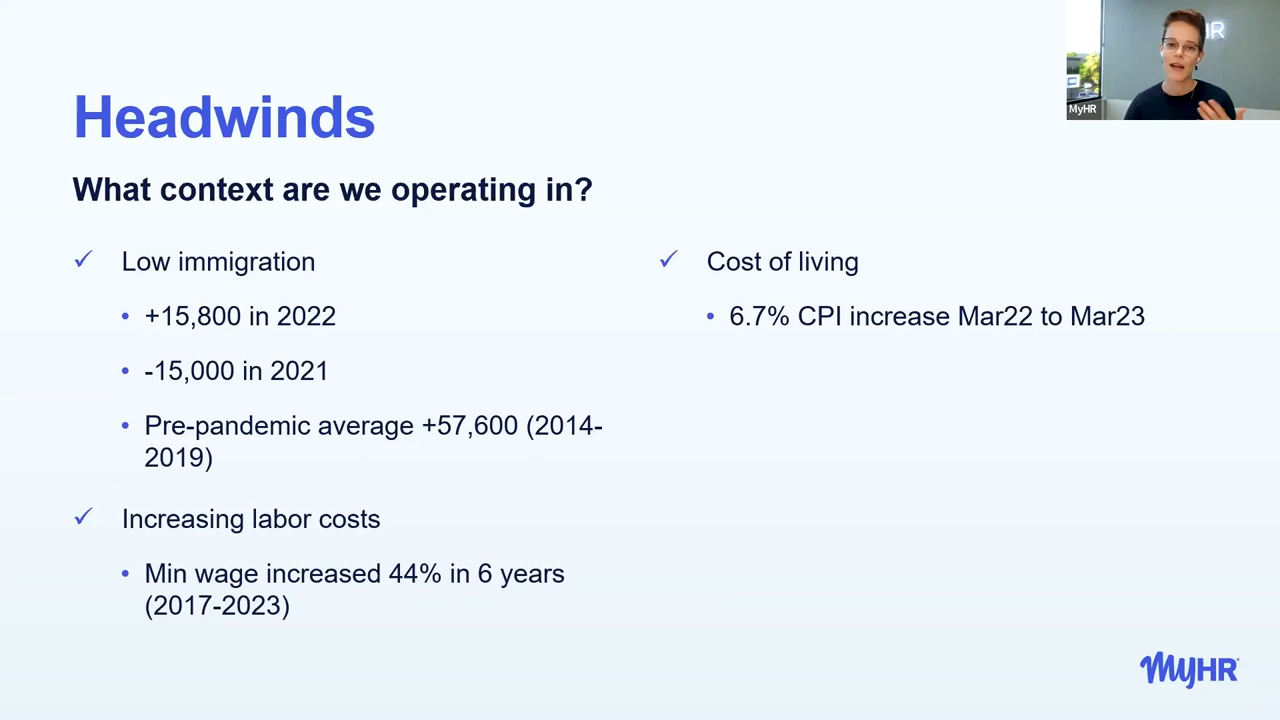 Headwinds
What context are we operating in?
✓ Low immigration
• +15,800 in 2022
• -15,000 in 2021
• Pre-pandemic average +57,600 (2014-
2019)
✓ Increasing labor costs
• Min wage increased 44% in 6 years
(2017-2023)
✓ Cost of living
• 6.7% CPI increase Mar22 to Mar23
HR
MyHR
MyHR